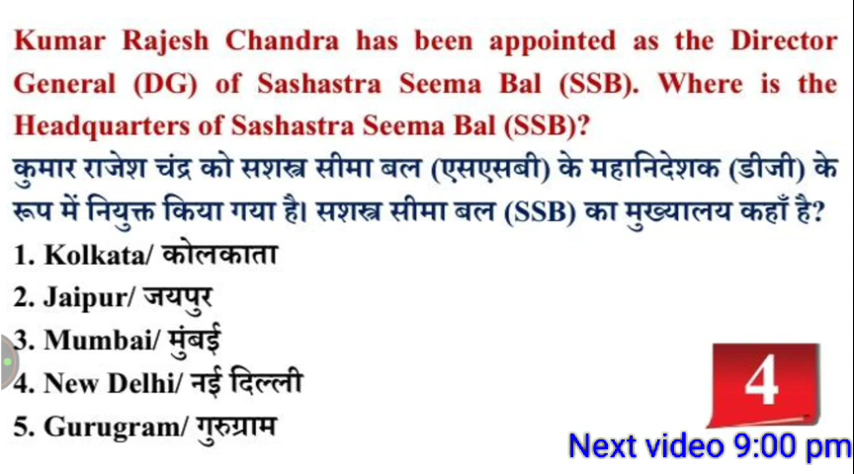 Kumar Rajesh Chandra has been appointed as the Director
General (DG) of Sashastra Seema Bal (SSB). Where is the
Headquarters of Sashastra Seema Bal (SSB)?
कुमार राजेश चंद्र को सशस्त्र सीमा बल (एसएसबी) के महानिदेशक (डीजी) के
रूप में नियुक्त किया गया है। सशस्त्र सीमा बल (SSB) का मुख्यालय कहाँ है?
1. Kolkata/ कोलकाता
2. Jaipur/ जयपुर
3. Mumbai/ मुंबई
4. New Delhi/ नई दिल्ली
5. Gurugram/ गुरुग्राम
4
Next video 9:00 pm